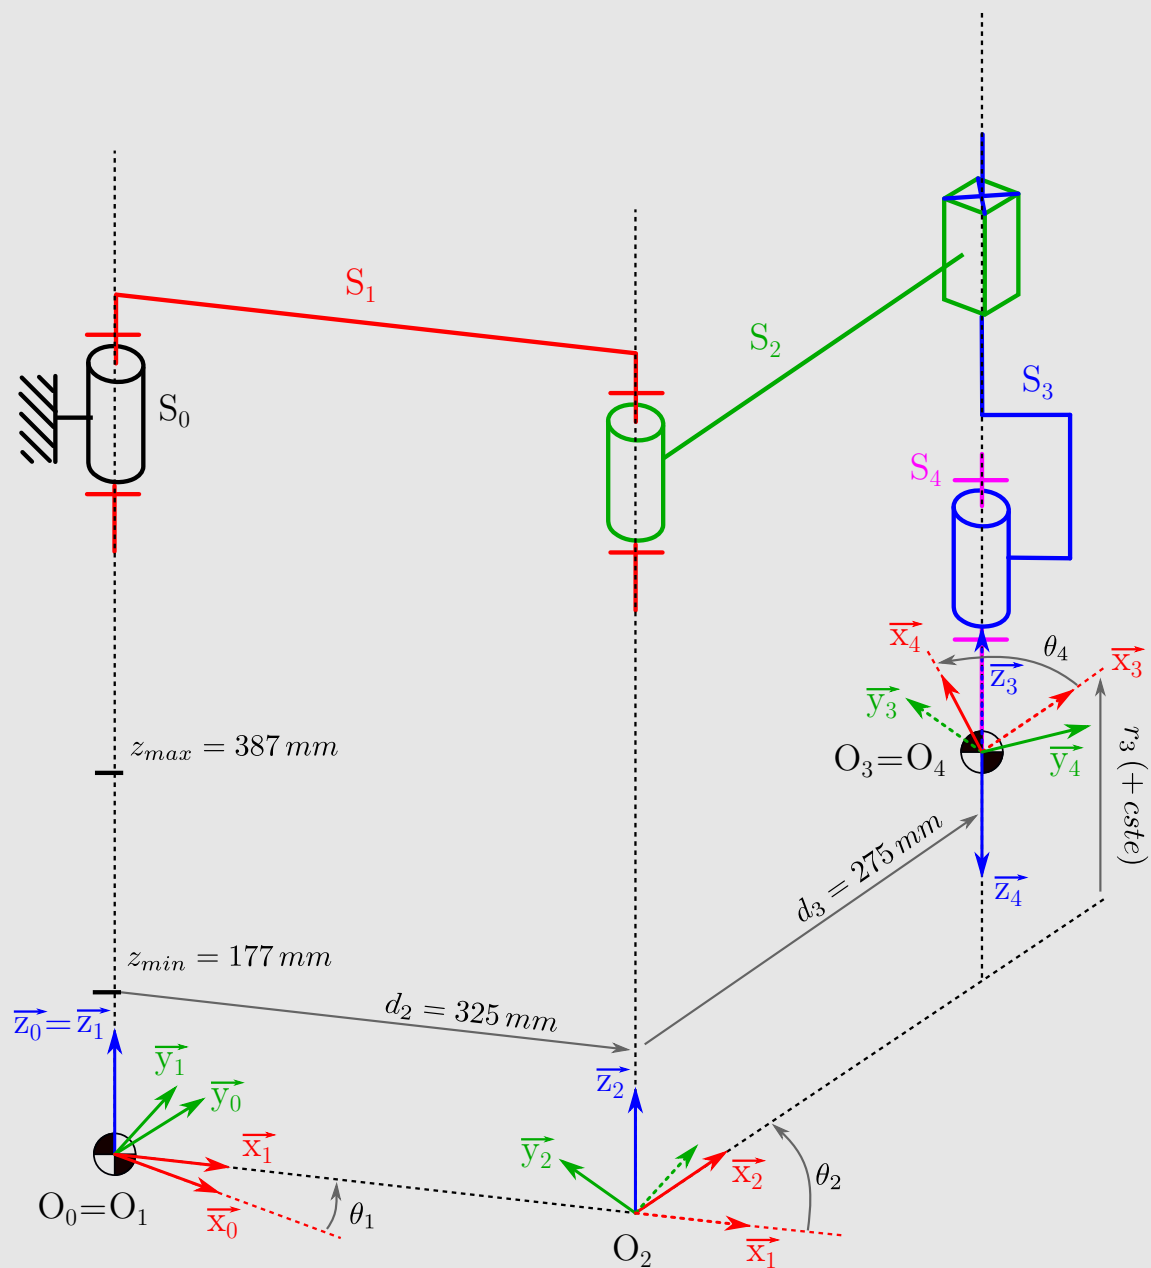 S₁
S₂
S₃
S₀
S₄
x₄
θ₄
x₃
z₃
y₃
z_max = 387 mm
O₃=O₄
y₄
r₃ (+cste)
d₃ = 275 mm
z₄
z_min = 177 mm
d₂ = 325 mm
z₀=z₁
y₁
z₂
y₀
x₁
y₂
x₂
θ₂
O₀=O₁
x₀
θ₁
O₂
x₁